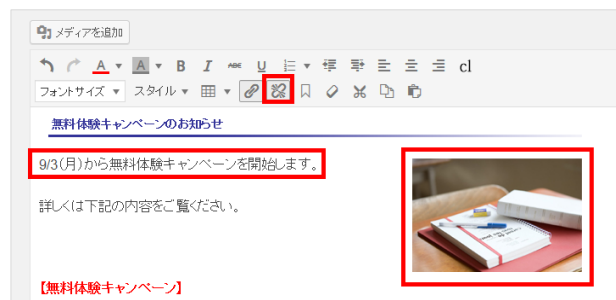 メディアを追加
A A B I ABC U cl
フォントサイズ スタイル
無料体験キャンペーンのお知らせ
9/3(月)から無料体験キャンペーンを開始します。
詳しくは下記の内容をご覧ください。
【無料体験キャンペーン】